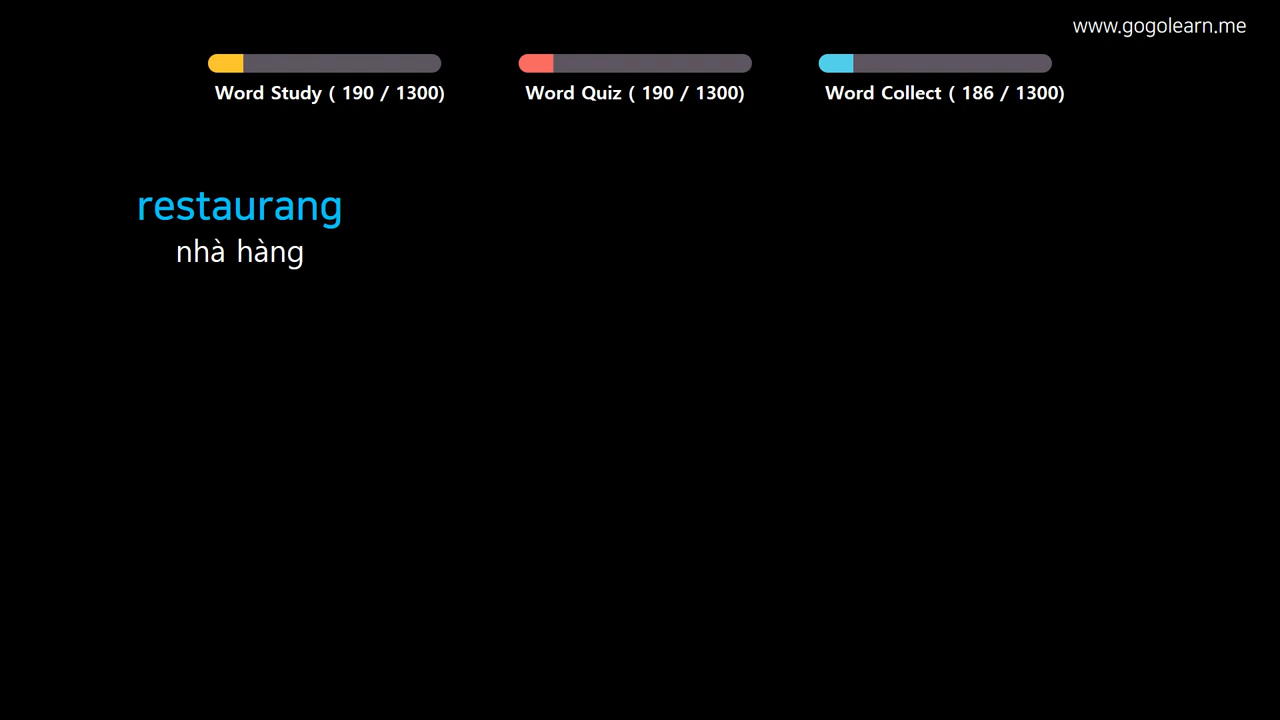 www.gogolearn.me
Word Study ( 190 / 1300)
Word Quiz ( 190 / 1300)
Word Collect ( 186 / 1300)
restaurang
nhà hàng